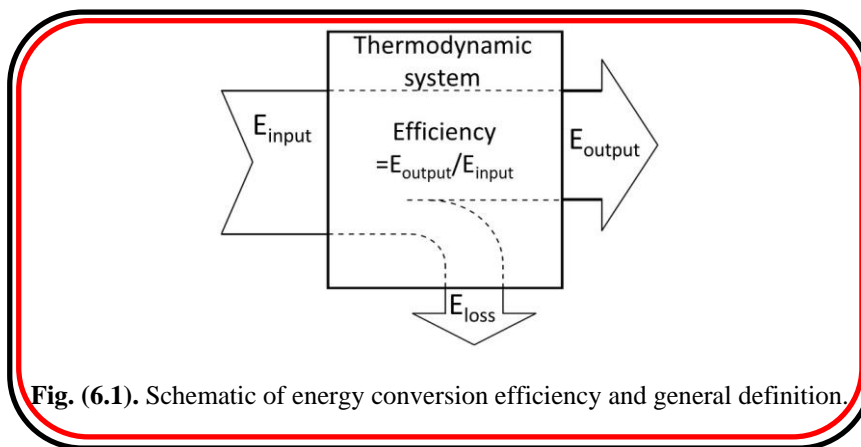 Thermodynamic
system
E_input
Efficiency
=E_output/E_input
E_output
E_loss
Fig. (6.1). Schematic of energy conversion efficiency and general definition.